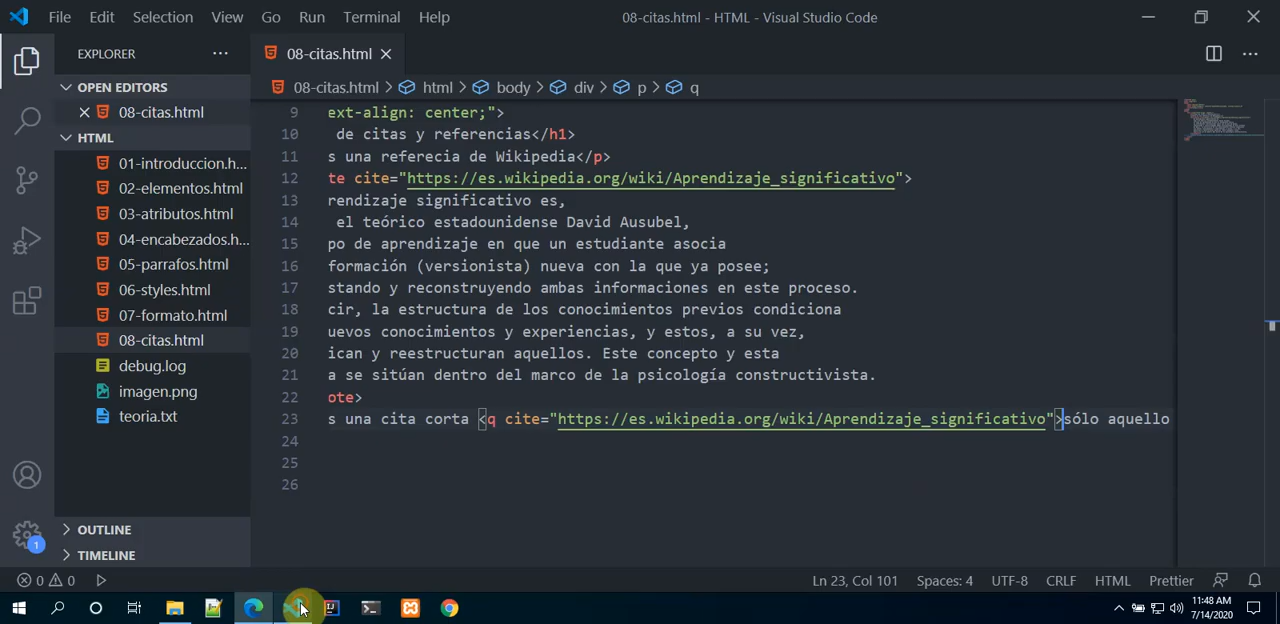 File Edit Selection View Go Run Terminal Help 08-citas.html - HTML - Visual Studio Code
EXPLORER ··· 08-citas.html
OPEN EDITORS
08-citas.html > html > body > div > p > q
08-citas.html
HTML
01-introduccion.h...
02-elementos.html
03-atributos.html
04-encabezados.h...
05-parrafos.html
06-styles.html
07-formato.html
08-citas.html
debug.log
imagen.png
teoria.txt
OUTLINE
TIMELINE
9 ext-align: center;">
10 de citas y referencias</h1>
11 s una referecia de Wikipedia</p>
12 te cite="https://es.wikipedia.org/wiki/Aprendizaje_significativo">
13 rendizaje significativo es,
14 el teórico estadounidense David Ausubel,
15 po de aprendizaje en que un estudiante asocia
16 formación (versionista) nueva con la que ya posee;
17 stando y reconstruyendo ambas informaciones en este proceso.
18 cir, la estructura de los conocimientos previos condiciona
19 uevos conocimientos y experiencias, y estos, a su vez,
20 ican y reestructuran aquellos. Este concepto y esta
21 a se sitúan dentro del marco de la psicología constructivista.
22 ote>
23 s una cita corta <q cite="https://es.wikipedia.org/wiki/Aprendizaje_significativo">sólo aquello
24
25
26
1
0 0 Ln 23, Col 101 Spaces: 4 UTF-8 CRLF HTML Prettier
11:48 AM
7/14/2020